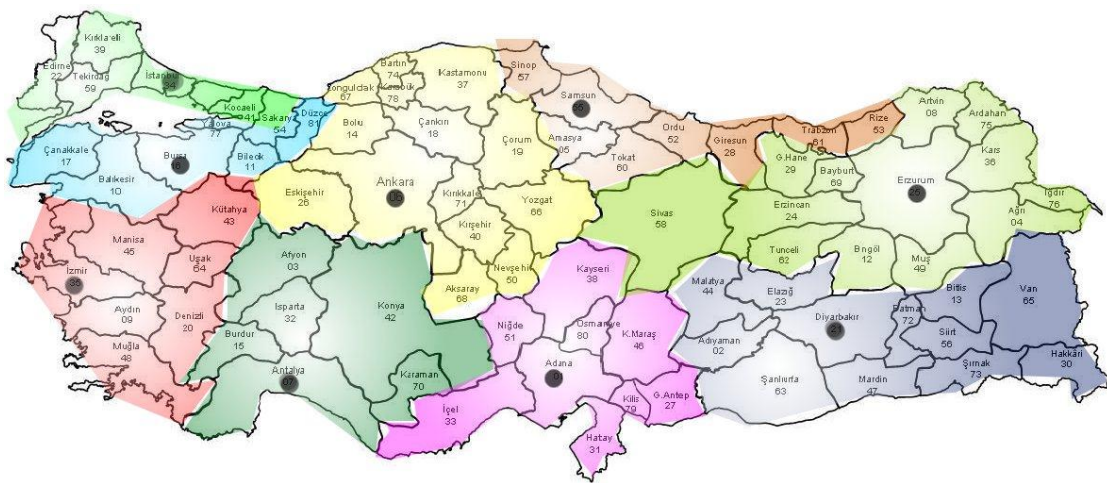 Kırklareli
39
Edirne
22
Tekirdağ
59
İstanbul
34
Kocaeli
41
Sakarya
54
Düzce
81
Yalova
77
Çanakkale
17
Bursa
16
Bilecik
11
Balıkesir
10
Zonguldak
67
Bartın
74
Karabük
78
Kastamonu
37
Bolu
14
Çankırı
18
Çorum
19
Sinop
57
Samsun
55
Amasya
05
Tokat
60
Ordu
52
Giresun
28
Trabzon
61
Rize
53
Artvin
08
Ardahan
75
Kars
36
G.Hane
29
Bayburt
69
Erzurum
25
Iğdır
76
Ağrı
04
Eskişehir
26
Ankara
06
Kırıkkale
71
Kırşehir
40
Yozgat
66
Sivas
58
Erzincan
24
Tunceli
62
Bingöl
12
Muş
49
Kütahya
43
Manisa
45
Uşak
64
İzmir
35
Aydın
09
Denizli
20
Muğla
48
Afyon
03
Isparta
32
Konya
42
Burdur
15
Antalya
07
Karaman
70
Aksaray
68
Nevşehir
50
Kayseri
38
Niğde
51
Osmaniye
80
K.Maraş
46
Adana
İçel
33
Kilis
79
G.Antep
27
Hatay
31
Malatya
44
Elazığ
23
Adıyaman
02
Diyarbakır
21
Şanlıurfa
63
Mardin
47
Batman
72
Bitlis
13
Siirt
56
Şırnak
73
Van
65
Hakkâri
30